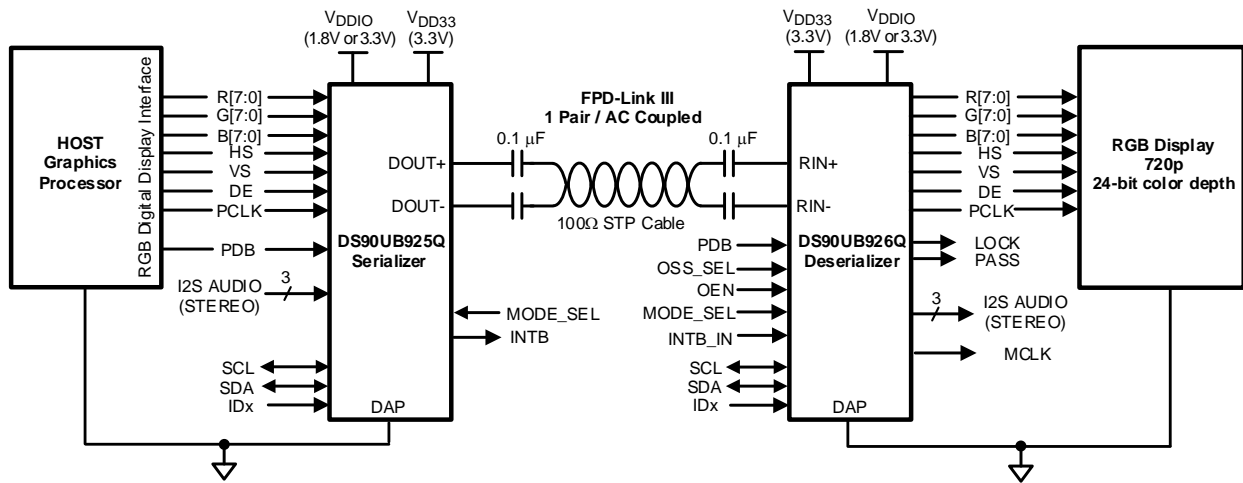 VDDIO
(1.8V or 3.3V)
VDD33
(3.3V)
VDD33
(3.3V)
VDDIO
(1.8V or 3.3V)
HOST
Graphics
Processor
RGB Digital Display Interface
R[7:0]
G[7:0]
B[7:0]
HS
VS
DE
PCLK
PDB
I2S AUDIO
(STEREO)
3
SCL
SDA
IDx
DOUT+
DOUT-
DS90UB925Q
Serializer
DAP
MODE_SEL
INTB
FPD-Link III
1 Pair / AC Coupled
0.1 µF
0.1 µF
100Ω STP Cable
PDB
OSS_SEL
OEN
MODE_SEL
INTB_IN
SCL
SDA
IDx
RIN+
RIN-
DS90UB926Q
Deserializer
DAP
R[7:0]
G[7:0]
B[7:0]
HS
VS
DE
PCLK
LOCK
PASS
3
I2S AUDIO
(STEREO)
MCLK
RGB Display
720p
24-bit color depth